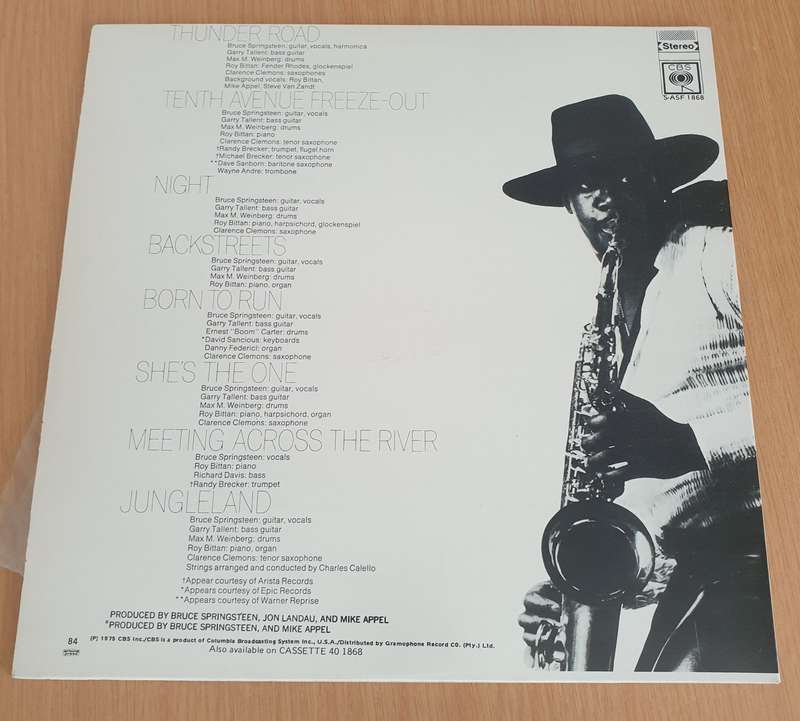 THUNDER ROAD
Bruce Springsteen: guitar, vocals, harmonica
Garry Tallent: bass guitar
Max M. Weinberg: drums
Roy Bittan: Fender Rhodes, glockenspiel
Clarence Clemons: saxophones
Background vocals: Roy Bittan,
Mike Appel, Steve Van Zandt
TENTH AVENUE FREEZE-OUT
Bruce Springsteen: guitar, vocals
Garry Tallent: bass guitar
Max M. Weinberg: drums
Roy Bittan: piano
Clarence Clemons: tenor saxophone
†Randy Brecker: trumpet, flugel horn
†Michael Brecker: tenor saxophone
**Dave Sanborn: baritone saxophone
Wayne Andre: trombone
NIGHT
Bruce Springsteen: guitar, vocals
Garry Tallent: bass guitar
Max M. Weinberg: drums
Roy Bittan: piano, harpsichord, glockenspiel
Clarence Clemons: saxophone
BACKSTREETS
Bruce Springsteen: guitar, vocals
Garry Tallent: bass guitar
Max M. Weinberg: drums
Roy Bittan: piano, organ
BORN TO RUN
Bruce Springsteen: guitar, vocals
Garry Tallent: bass guitar
Ernest "Boom" Carter: drums
*David Sancious: keyboards
Danny Federici: organ
Clarence Clemons: saxophone
SHE'S THE ONE
Bruce Springsteen: guitar, vocals
Garry Tallent: bass guitar
Max M. Weinberg: drums
Roy Bittan: piano, harpsichord, organ
Clarence Clemons: saxophone
MEETING ACROSS THE RIVER
Bruce Springsteen: vocals
Roy Bittan: piano
Richard Davis: bass
†Randy Brecker: trumpet
JUNGLELAND
Bruce Springsteen: guitar, vocals
Garry Tallent: bass guitar
Max M. Weinberg: drums
Roy Bittan: piano, organ
Clarence Clemons: tenor saxophone
Strings arranged and conducted by Charles Calello
†Appear courtesy of Arista Records
*Appears courtesy of Epic Records
**Appears courtesy of Warner Reprise
PRODUCED BY BRUCE SPRINGSTEEN, JON LANDAU, AND MIKE APPEL
*PRODUCED BY BRUCE SPRINGSTEEN, AND MIKE APPEL
84
(P) 1975 CBS Inc./CBS is a product of Columbia Broadcasting System Inc., U.S.A./Distributed by Gramophone Record CO. (Pty.) Ltd.
Also available on CASSETTE 40 1868
Stereo
CBS
S-ASF 1868